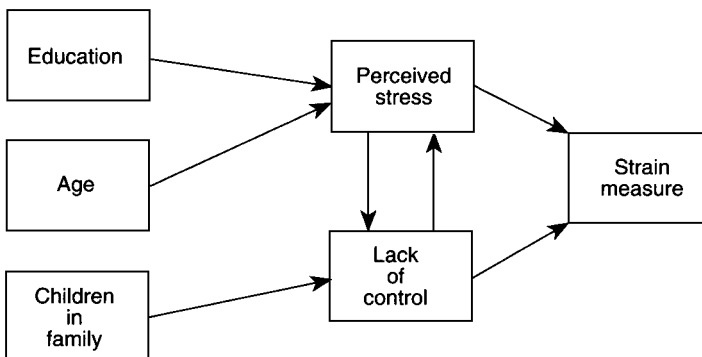 Education
Perceived
stress
Age
Strain
measure
Lack
of
control
Children
in
family